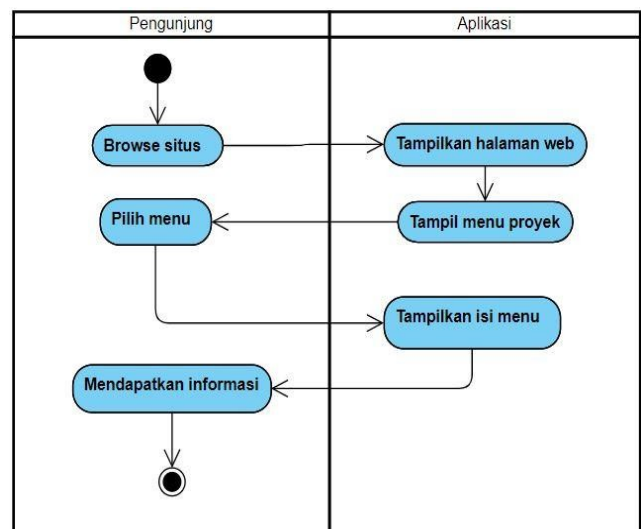 Pengunjung
Aplikasi
Browse situs
Tampilkan halaman web
Pilih menu
Tampil menu proyek
Tampilkan isi menu
Mendapatkan informasi